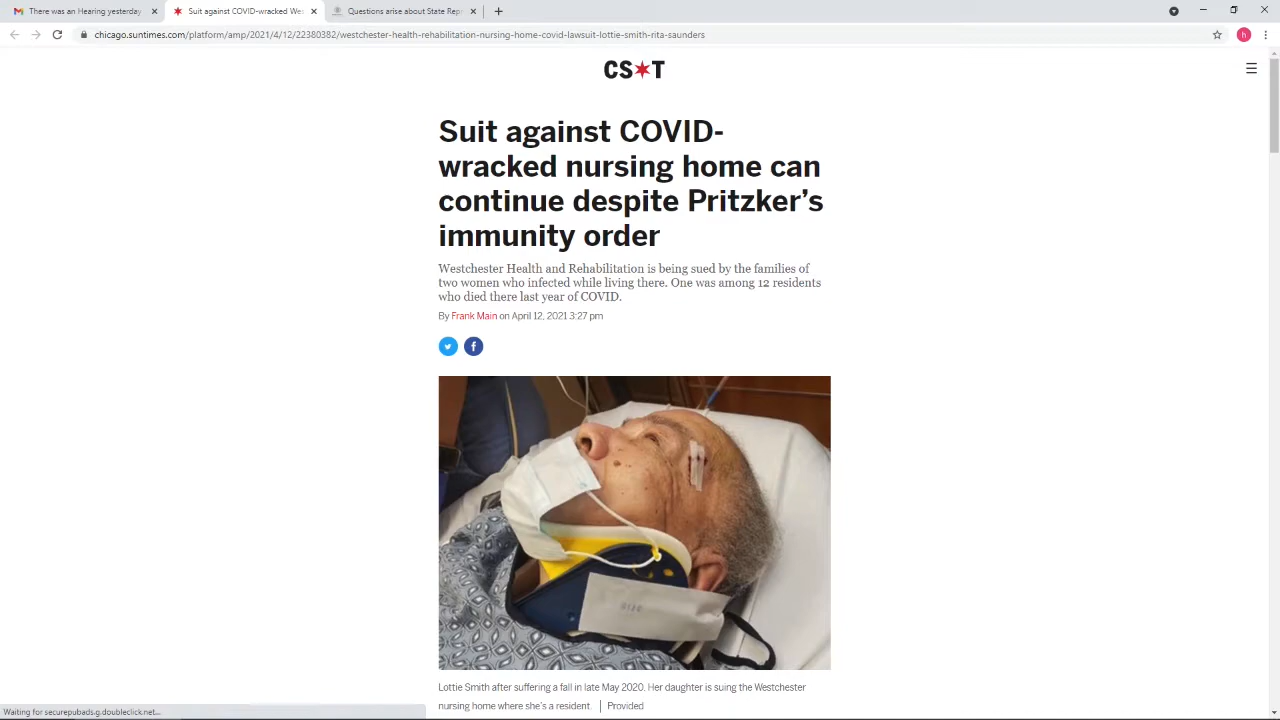 There was an Hearing yesterday
Suit against COVID-wracked Wes
Questions arise about State Rep
chicago.suntimes.com/platform/amp/2021/4/12/22380382/westchester-health-rehabilitation-nursing-home-covid-lawsuit-lottie-smith-rita-saunders
h
CS T
Suit against COVID-
wracked nursing home can
continue despite Pritzker’s
immunity order
Westchester Health and Rehabilitation is being sued by the families of
two women who infected while living there. One was among 12 residents
who died there last year of COVID.
By Frank Main on April 12, 2021 3:27 pm
Lottie Smith after suffering a fall in late May 2020. Her daughter is suing the Westchester
nursing home where she’s a resident. | Provided
Waiting for securepubads.g.doubleclick.net...